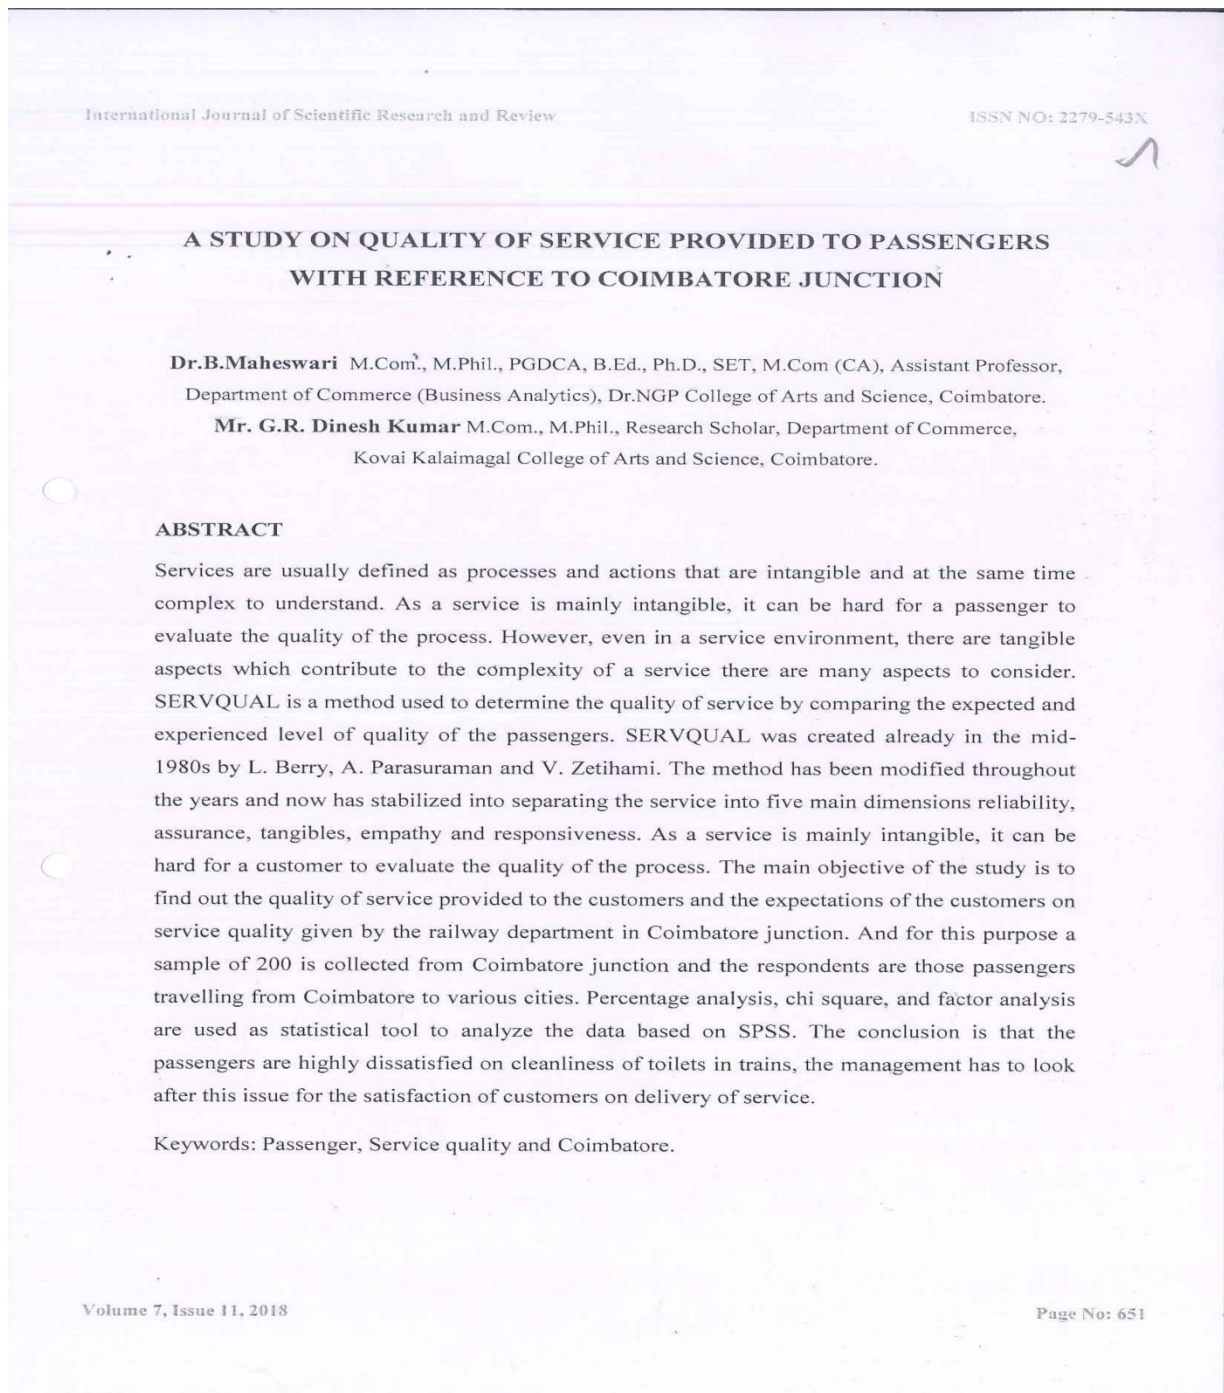 International Journal of Scientific Research and Review
ISSN NO: 2279-543X
A STUDY ON QUALITY OF SERVICE PROVIDED TO PASSENGERS
WITH REFERENCE TO COIMBATORE JUNCTION
Dr.B.Maheswari M.Com., M.Phil., PGDCA, B.Ed., Ph.D., SET, M.Com (CA), Assistant Professor,
Department of Commerce (Business Analytics), Dr.NGP College of Arts and Science, Coimbatore.
Mr. G.R. Dinesh Kumar M.Com., M.Phil., Research Scholar, Department of Commerce,
Kovai Kalaimagal College of Arts and Science, Coimbatore.
ABSTRACT
Services are usually defined as processes and actions that are intangible and at the same time
complex to understand. As a service is mainly intangible, it can be hard for a passenger to
evaluate the quality of the process. However, even in a service environment, there are tangible
aspects which contribute to the complexity of a service there are many aspects to consider.
SERVQUAL is a method used to determine the quality of service by comparing the expected and
experienced level of quality of the passengers. SERVQUAL was created already in the mid-
1980s by L. Berry, A. Parasuraman and V. Zetihami. The method has been modified throughout
the years and now has stabilized into separating the service into five main dimensions reliability,
assurance, tangibles, empathy and responsiveness. As a service is mainly intangible, it can be
hard for a customer to evaluate the quality of the process. The main objective of the study is to
find out the quality of service provided to the customers and the expectations of the customers on
service quality given by the railway department in Coimbatore junction. And for this purpose a
sample of 200 is collected from Coimbatore junction and the respondents are those passengers
travelling from Coimbatore to various cities. Percentage analysis, chi square, and factor analysis
are used as statistical tool to analyze the data based on SPSS. The conclusion is that the
passengers are highly dissatisfied on cleanliness of toilets in trains, the management has to look
after this issue for the satisfaction of customers on delivery of service.
Keywords: Passenger, Service quality and Coimbatore.
Volume 7, Issue 11, 2018
Page No: 651